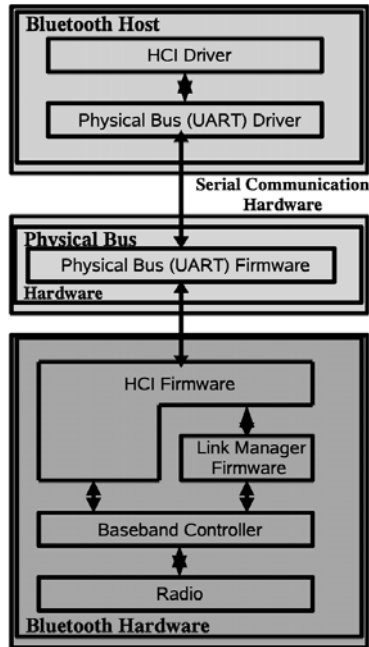 Bluetooth Host
HCI Driver
Physical Bus (UART) Driver
Serial Communication
Hardware
Physical Bus
Physical Bus (UART) Firmware
Hardware
HCI Firmware
Link Manager
Firmware
Baseband Controller
Radio
Bluetooth Hardware